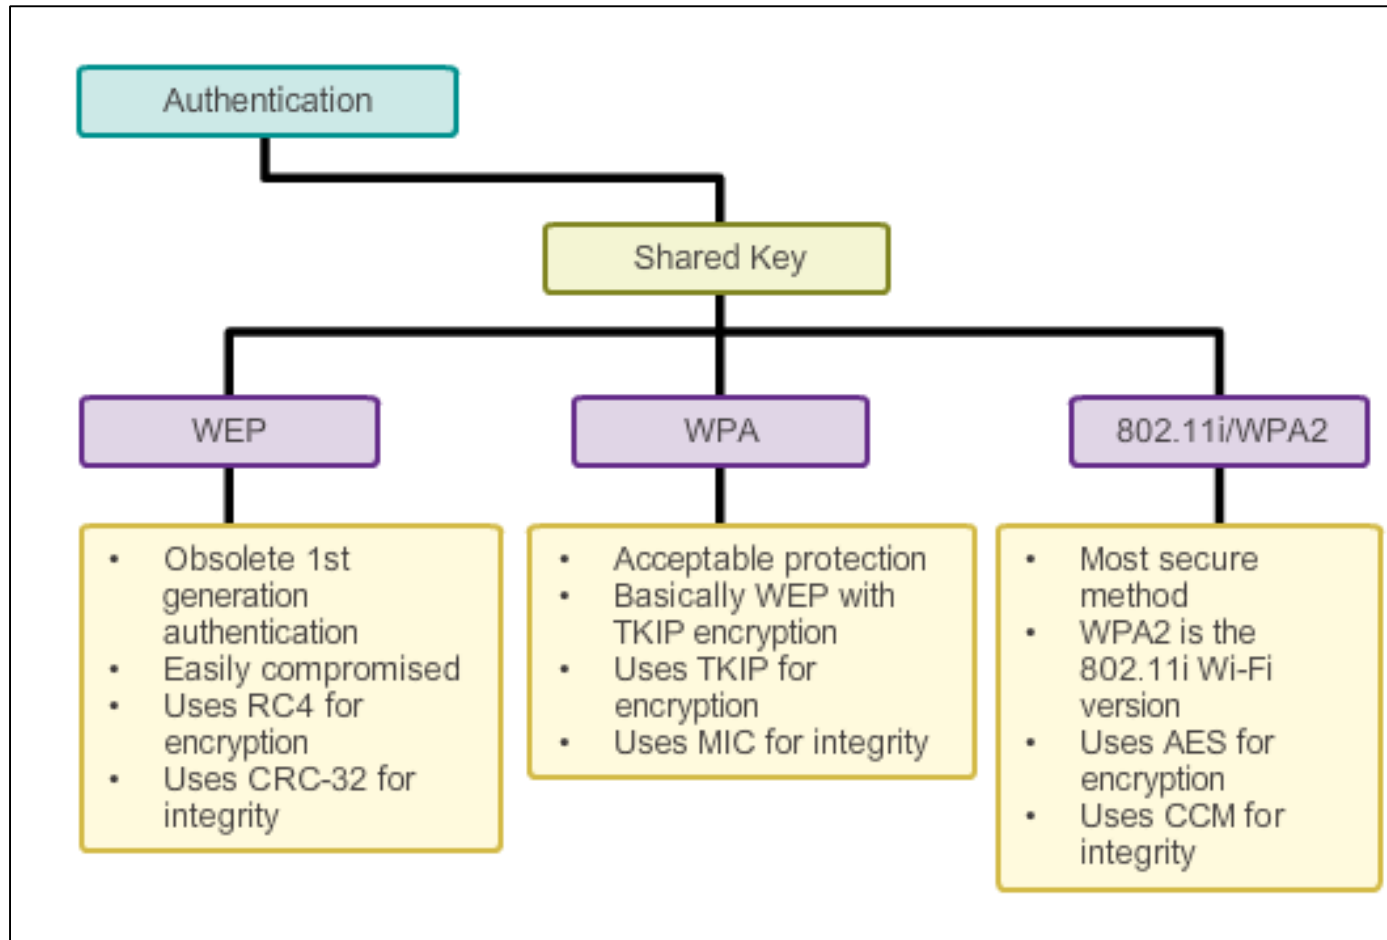 Authentication
Shared Key
WEP
WPA
802.11i/WPA2
• Obsolete 1st
generation
authentication
• Easily compromised
• Uses RC4 for
encryption
• Uses CRC-32 for
integrity
• Acceptable protection
• Basically WEP with
TKIP encryption
• Uses TKIP for
encryption
• Uses MIC for integrity
• Most secure
method
• WPA2 is the
802.11i Wi-Fi
version
• Uses AES for
encryption
• Uses CCM for
integrity